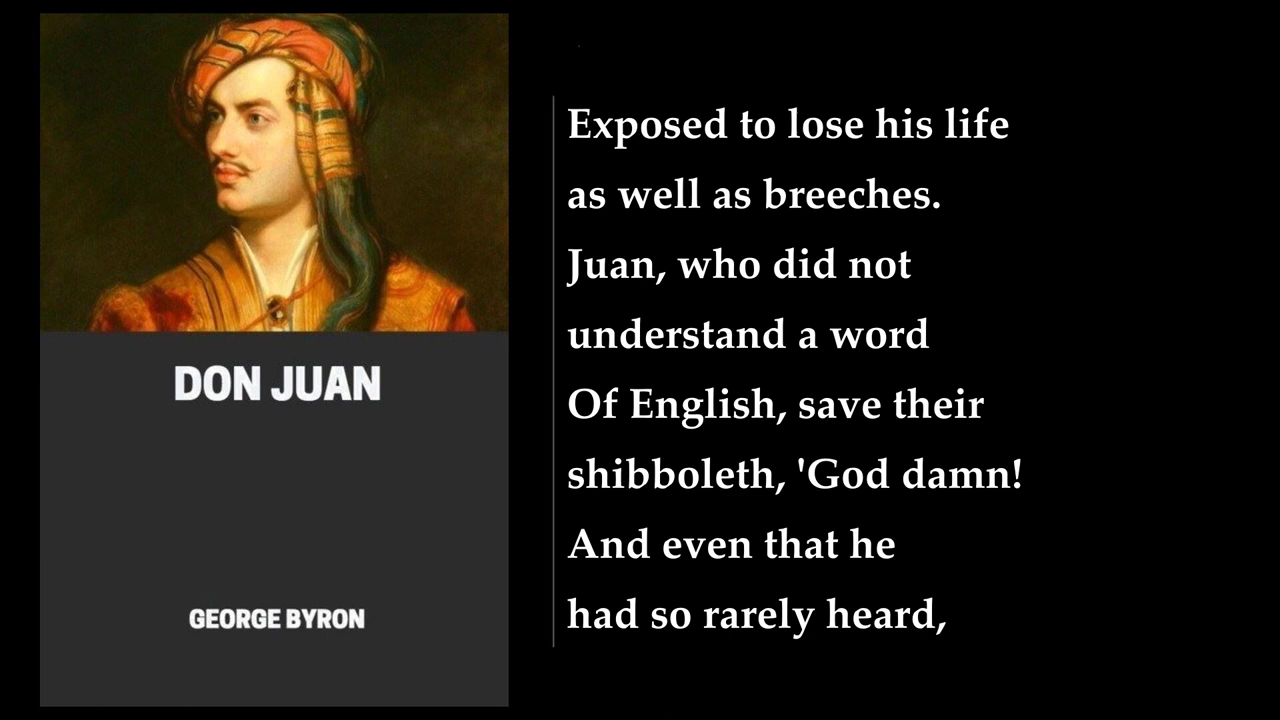 DON JUAN
GEORGE BYRON
Exposed to lose his life
as well as breeches.
Juan, who did not
understand a word
Of English, save their
shibboleth, 'God damn!
And even that he
had so rarely heard,